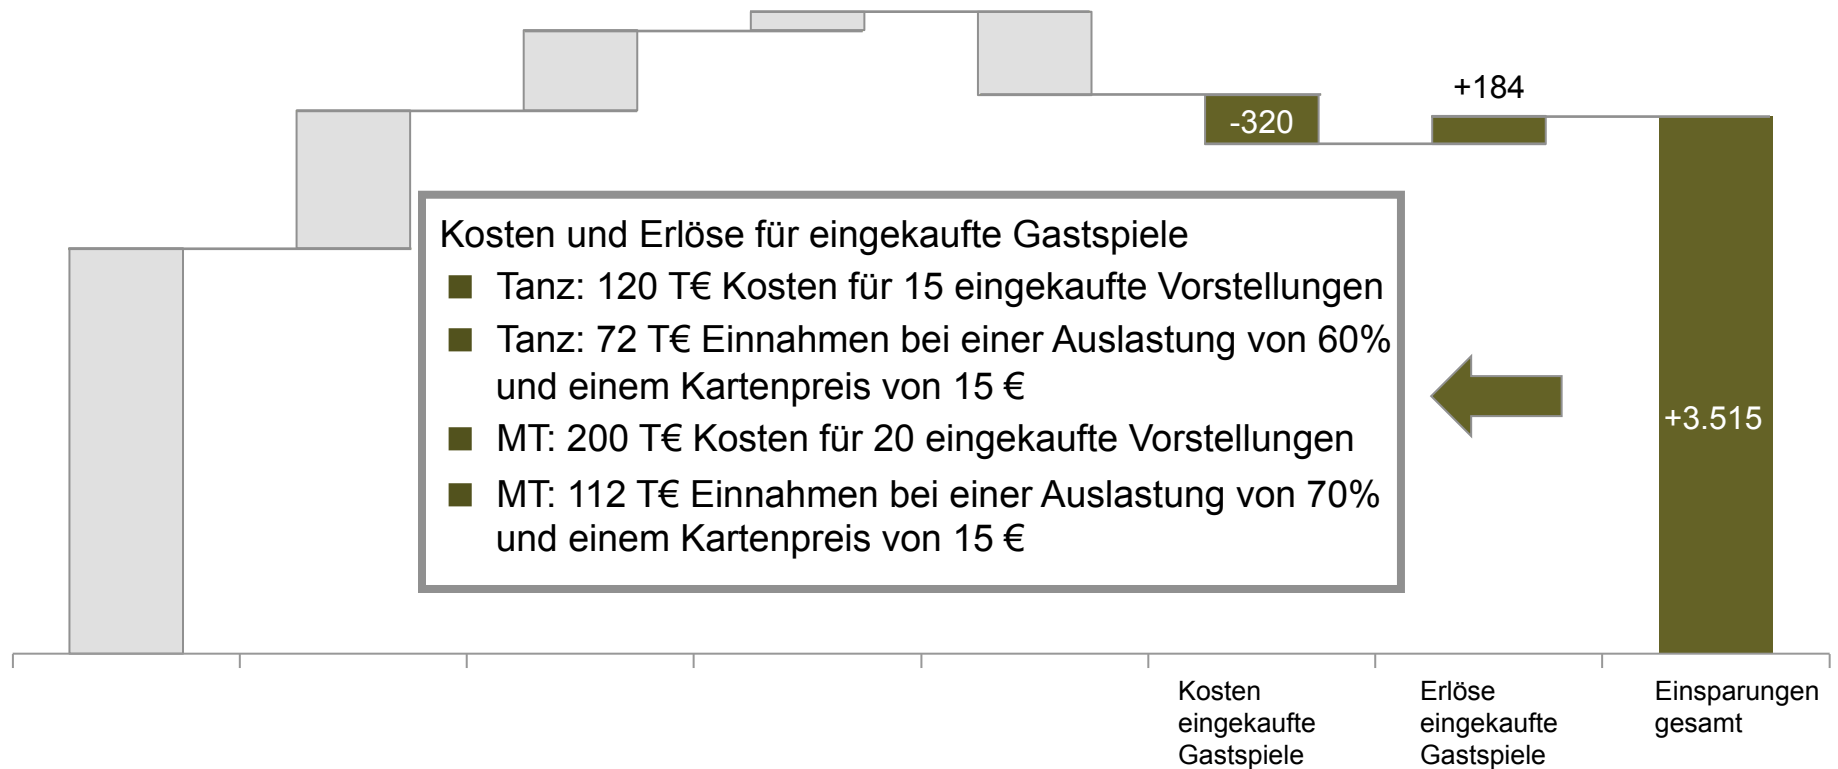 +184
-320
Kosten und Erlöse für eingekaufte Gastspiele
Tanz: 120 T€ Kosten für 15 eingekaufte Vorstellungen
Tanz: 72 T€ Einnahmen bei einer Auslastung von 60%
und einem Kartenpreis von 15 €
MT: 200 T€ Kosten für 20 eingekaufte Vorstellungen
MT: 112 T€ Einnahmen bei einer Auslastung von 70%
und einem Kartenpreis von 15 €
+3.515
Kosten
eingekaufte
Gastspiele
Erlöse
eingekaufte
Gastspiele
Einsparungen
gesamt